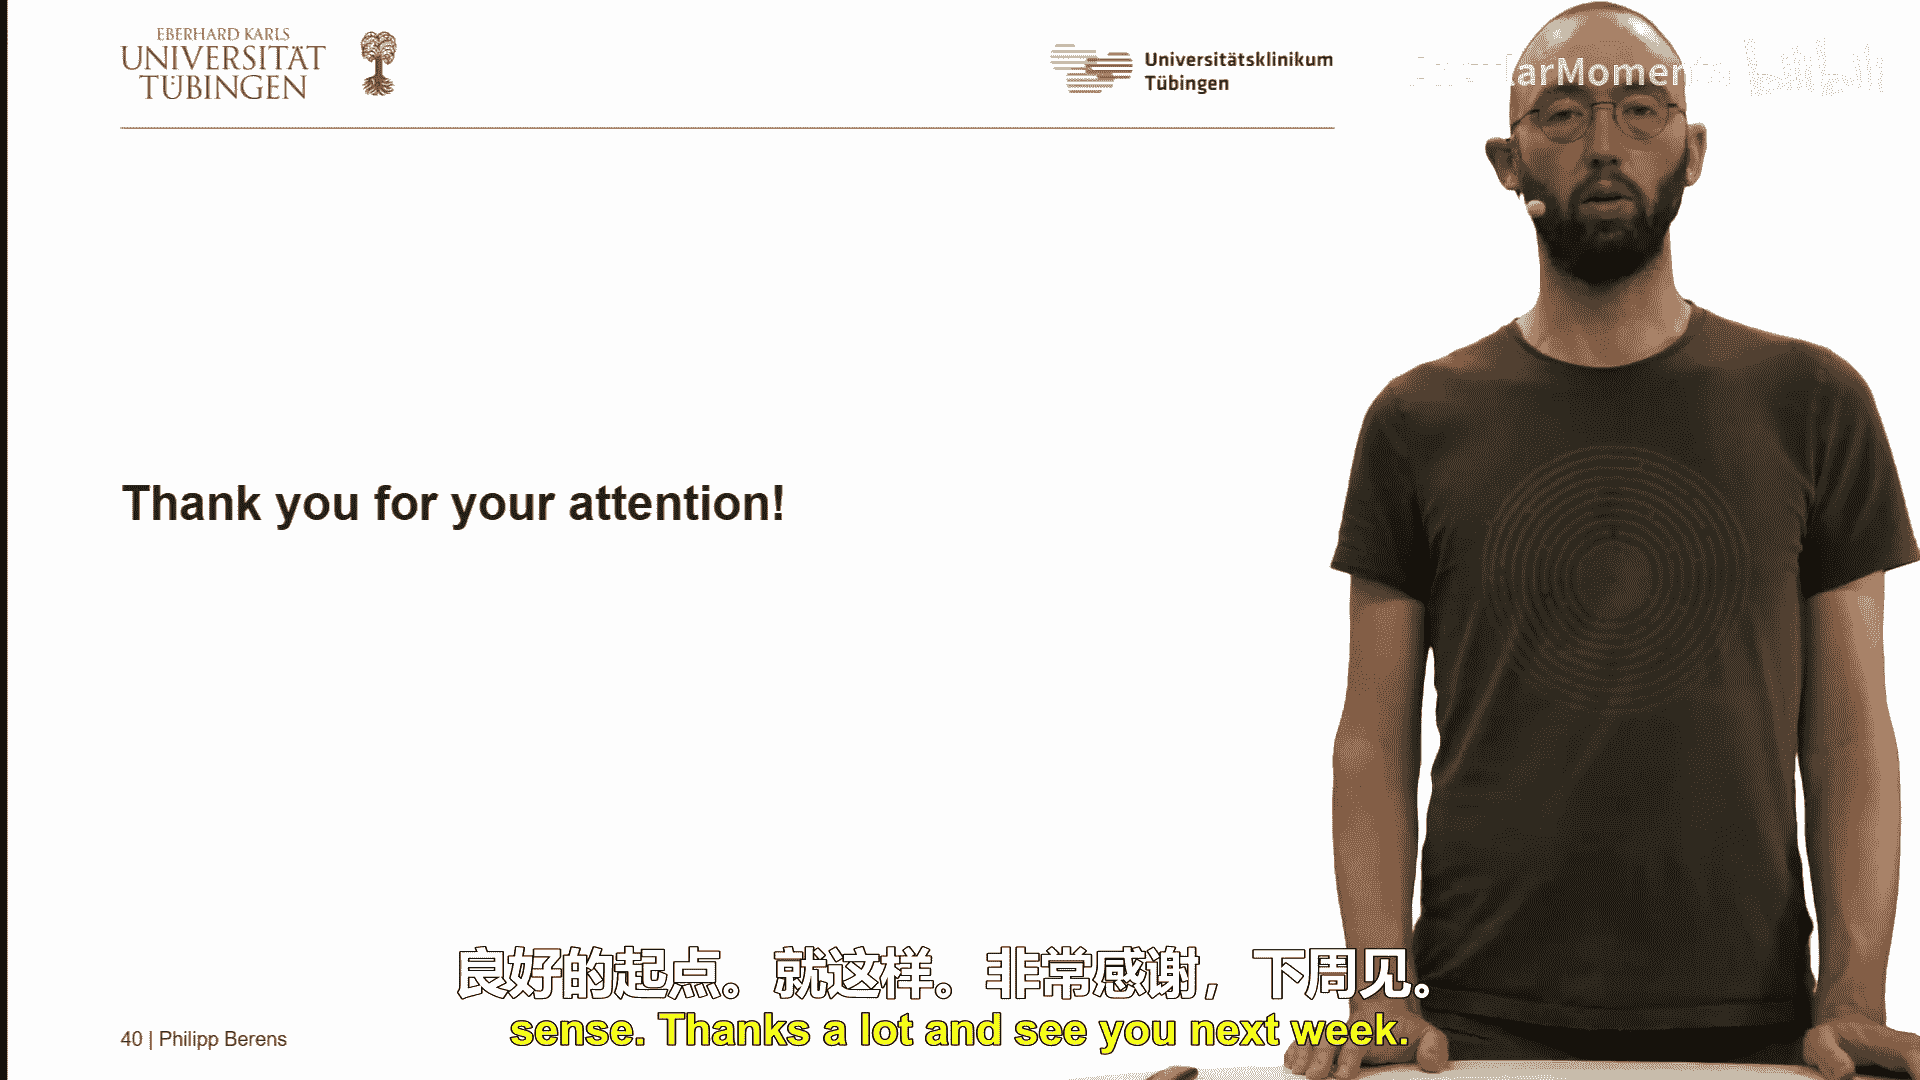 EBERHARD KARLS
UNIVERSITÄT
TÜBINGEN
Universitätsklinikum
Tübingen
Thank you for your attention!
良好的起点。就这样。非常感谢，下周见。
sense. Thanks a lot and see you next week.
40 | Philipp Berens